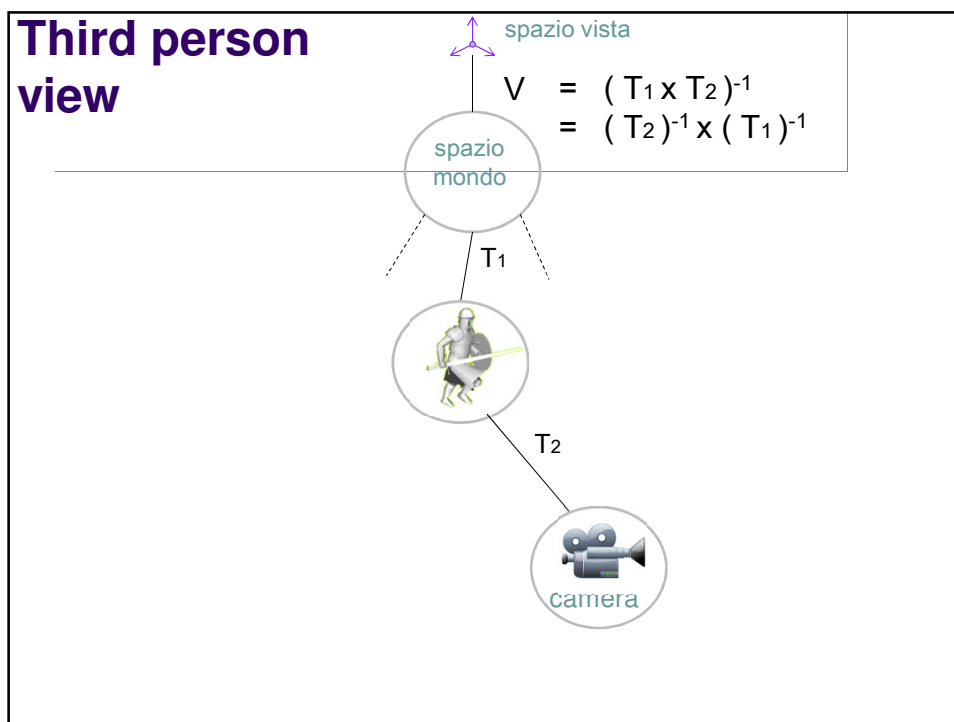 Third person
view
spazio vista
V = ( T1 x T2 )-1
= ( T2 )-1 x ( T1 )-1
spazio
mondo
T1
T2
camera